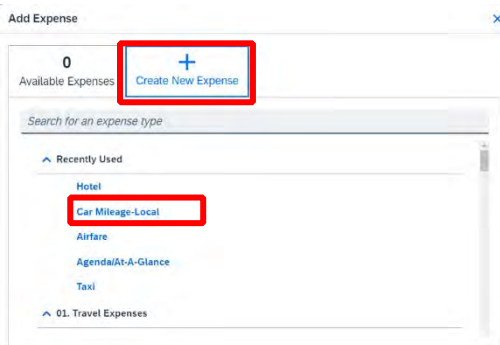 Add Expense
0
Available Expenses
+
Create New Expense
Search for an expense type
Recently Used
Hotel
Car Mileage-Local
Airfare
Agenda/At-A-Glance
Taxi
01. Travel Expenses